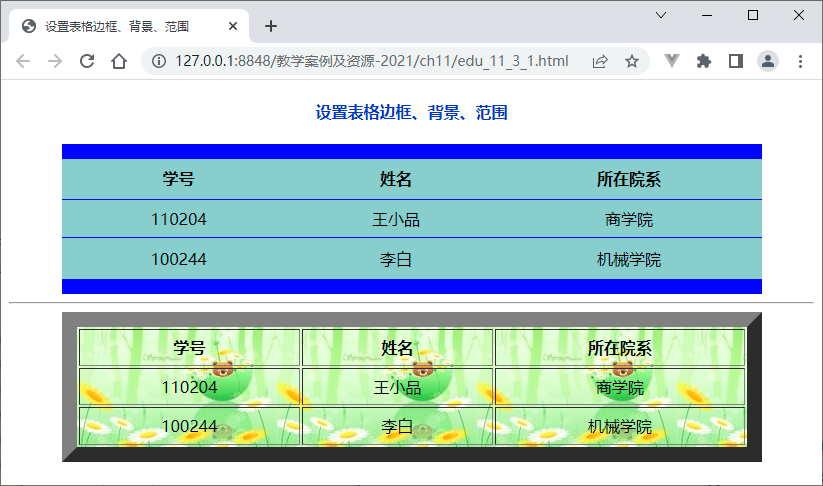 设置表格边框、背景、范围
127.0.0.1:8848/教学案例及资源-2021/ch11/edu_11_3_1.html
设置表格边框、背景、范围
学号 姓名 所在院系
110204 王小品 商学院
100244 李白 机械学院
学号 姓名 所在院系
110204 王小品 商学院
100244 李白 机械学院